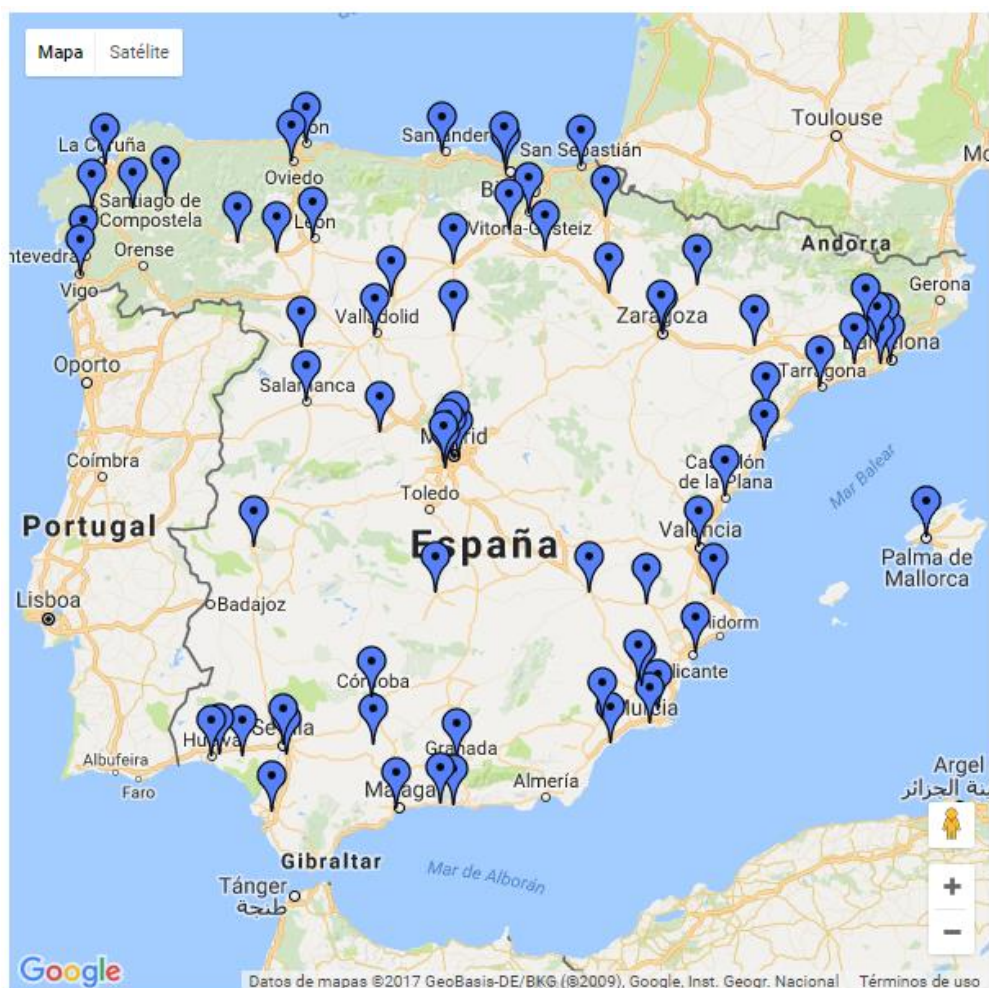 Mapa Satélite
Toulouse
La Coruña
Santander
San Sebastián
Oviedo
Santiago de
Compostela
León
Vitoria-Gasteiz
Andorra
Orense
Vigo
Gerona
Valladolid
Zaragoza
Barcelona
Oporto
Tarragona
Salamanca
Madrid
Coímbra
Castellón
de la Plana
Mar Balear
Toledo
Portugal
España
Valencia
Palma de
Mallorca
Lisboa
Badajoz
Córdoba
Murcia
Sevilla
Granada
Albufeira
Faro
Málaga
Almería
Argel
Gibraltar
Mar de Alborán
Tánger
طنجة
+
−
Google
Datos de mapas ©2017 GeoBasis-DE/BKG (©2009), Google, Inst. Geogr. Nacional Términos de uso